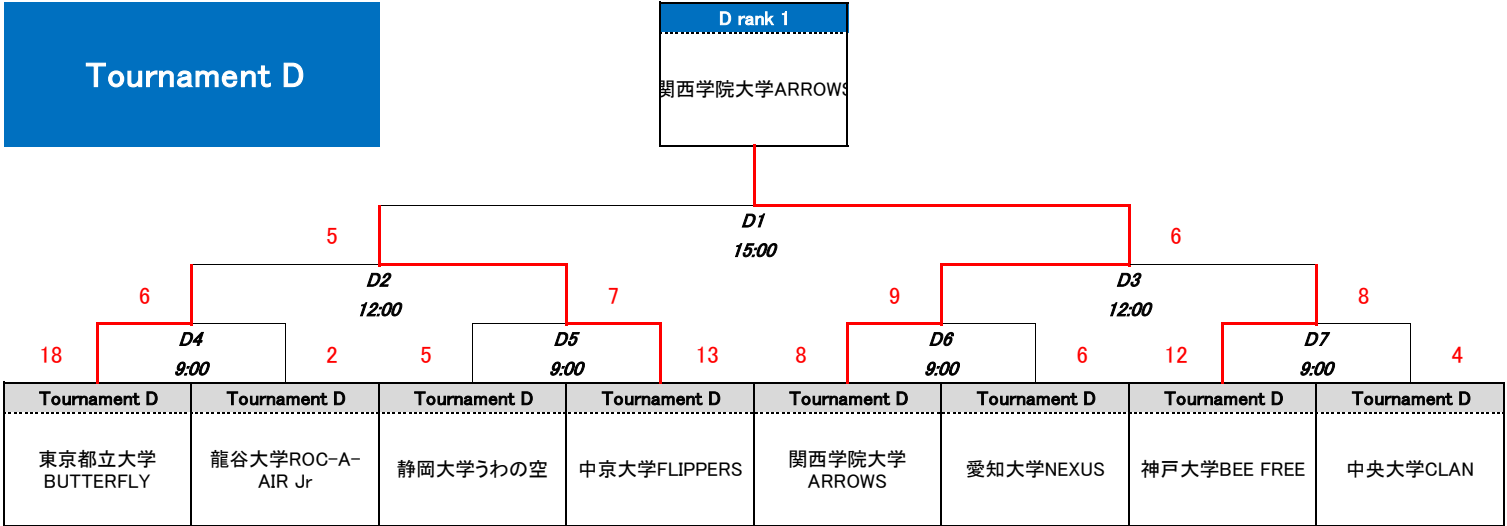 Tournament D
D rank 1
関西学院大学ARROWS
D1
15:00
5
6
D2
12:00
D3
12:00
6
7
9
8
D4
9:00
D5
9:00
D6
9:00
D7
9:00
18
2
5
13
8
6
12
4
Tournament D
Tournament D
Tournament D
Tournament D
Tournament D
Tournament D
Tournament D
Tournament D
東京都立大学
BUTTERFLY
龍谷大学ROC-A-
AIR Jr
静岡大学うわの空
中京大学FLIPPERS
関西学院大学
ARROWS
愛知大学NEXUS
神戸大学BEE FREE
中央大学CLAN